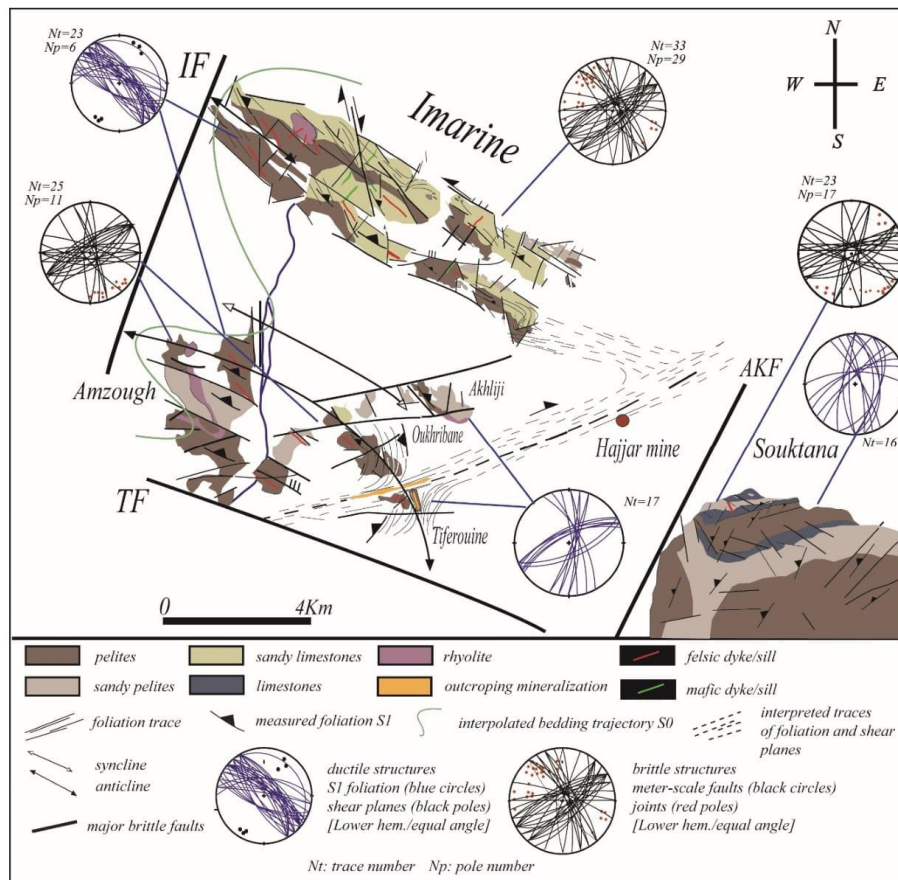 Nt=23
Np=6
IF
Imarine
Nt=33
Np=29
N
W E
S
Nt=25
Np=11
Nt=23
Np=17
Amzough
Akhliji
Oukhribane
AKF
Hajjar mine
Souktana
Nt=16
TF
Nt=17
Tiferouine
0 4Km
pelites
sandy limestones
rhyolite
felsic dyke/sill
sandy pelites
limestones
outcroping mineralization
mafic dyke/sill
foliation trace
measured foliation S1
interpolated bedding trajectory S0
interpreted traces
of foliation and shear
planes
syncline
anticline
major brittle faults
ductile structures
S1 foliation (blue circles)
shear planes (black poles)
[Lower hem./equal angle]
brittle structures
meter-scale faults (black circles)
joints (red poles)
[Lower hem./equal angle]
Nt: trace number Np: pole number